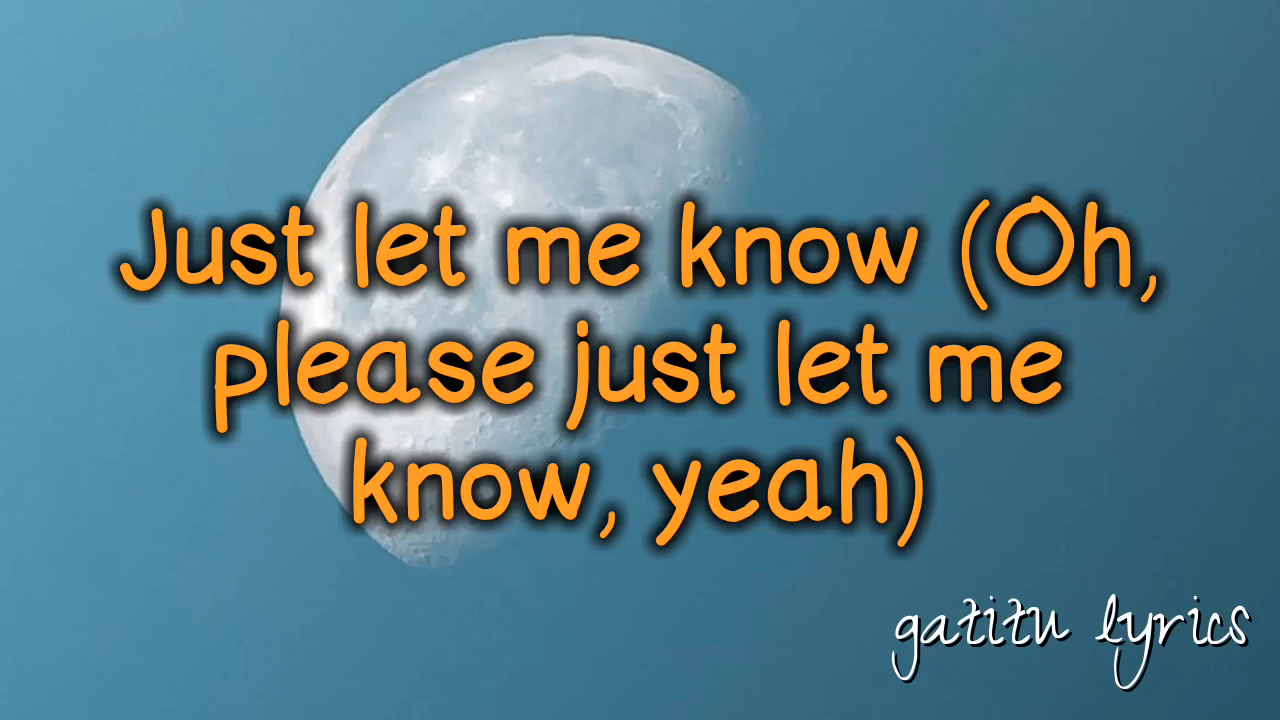 Just let me know (Oh,
please just let me
know, yeah)
gatitu lyrics